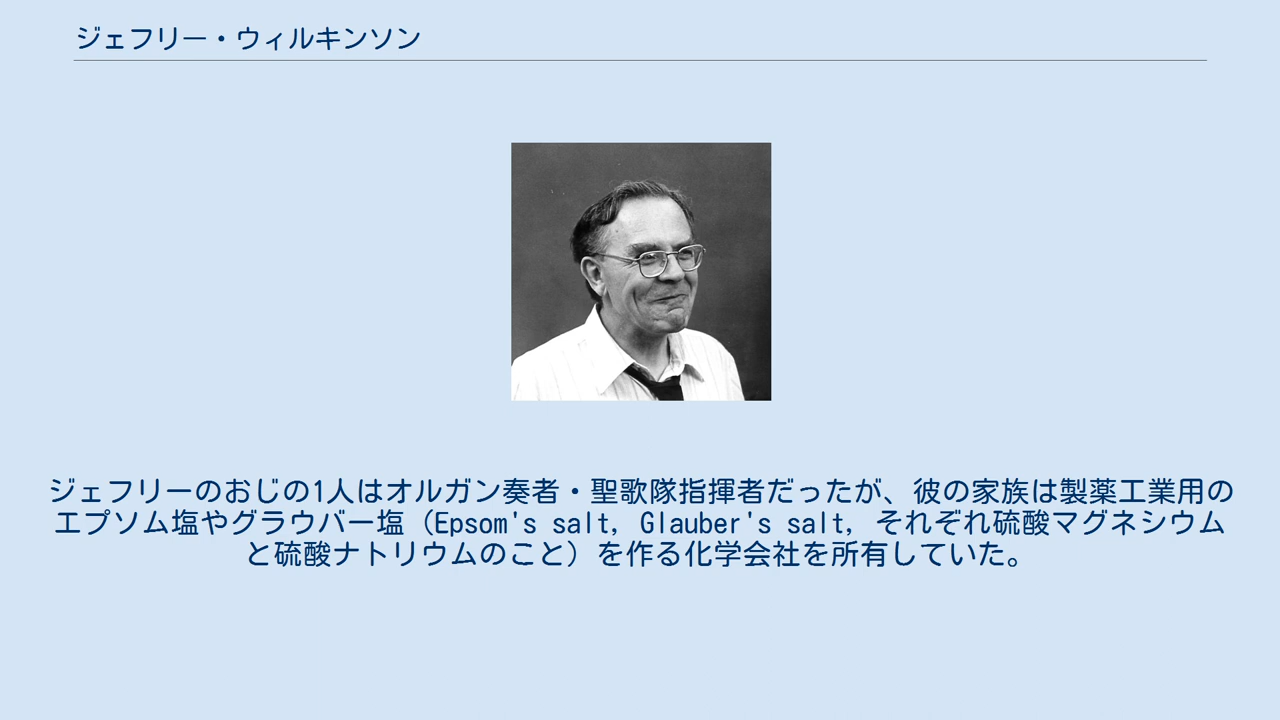 ジェフリー・ウィルキンソン
ジェフリーのおじの1人はオルガン奏者・聖歌隊指揮者だったが、彼の家族は製薬工業用の
エプソム塩やグラウバー塩（Epsom's salt, Glauber's salt, それぞれ硫酸マグネシウム
と硫酸ナトリウムのこと）を作る化学会社を所有していた。